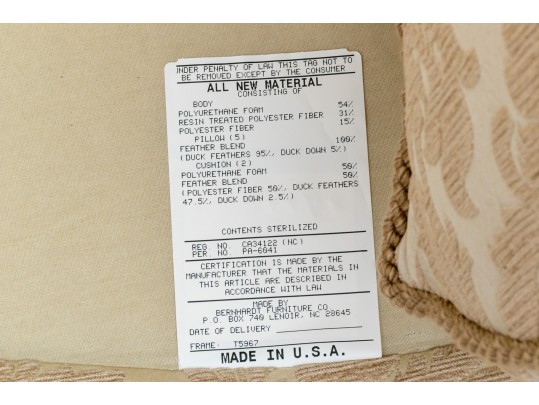 UNDER PENALTY OF LAW THIS TAG NOT TO
BE REMOVED EXCEPT BY THE CONSUMER
ALL NEW MATERIAL
CONSISTING OF
BODY
POLYURETHANE FOAM 54%
RESIN TREATED POLYESTER FIBER 31%
POLYESTER FIBER 15%
PILLOW (5)
FEATHER BLEND 100%
(DUCK FEATHERS 95%, DUCK DOWN 5%)
CUSHION (2)
POLYURETHANE FOAM 50%
FEATHER BLEND 50%
(POLYESTER FIBER 50%, DUCK FEATHERS
47.5%, DUCK DOWN 2.5%)
CONTENTS STERILIZED
REG NO. CA34122 (NC)
PER NO PA-6041
CERTIFICATION IS MADE BY THE
MANUFACTURER THAT THE MATERIALS IN
THIS ARTICLE ARE DESCRIBED IN
ACCORDANCE WITH LAW
MADE BY
BERNHARDT FURNITURE CO
P.O. BOX 740 LENOIR, NC 28645
DATE OF DELIVERY
FRAME: T5967
MADE IN U.S.A.